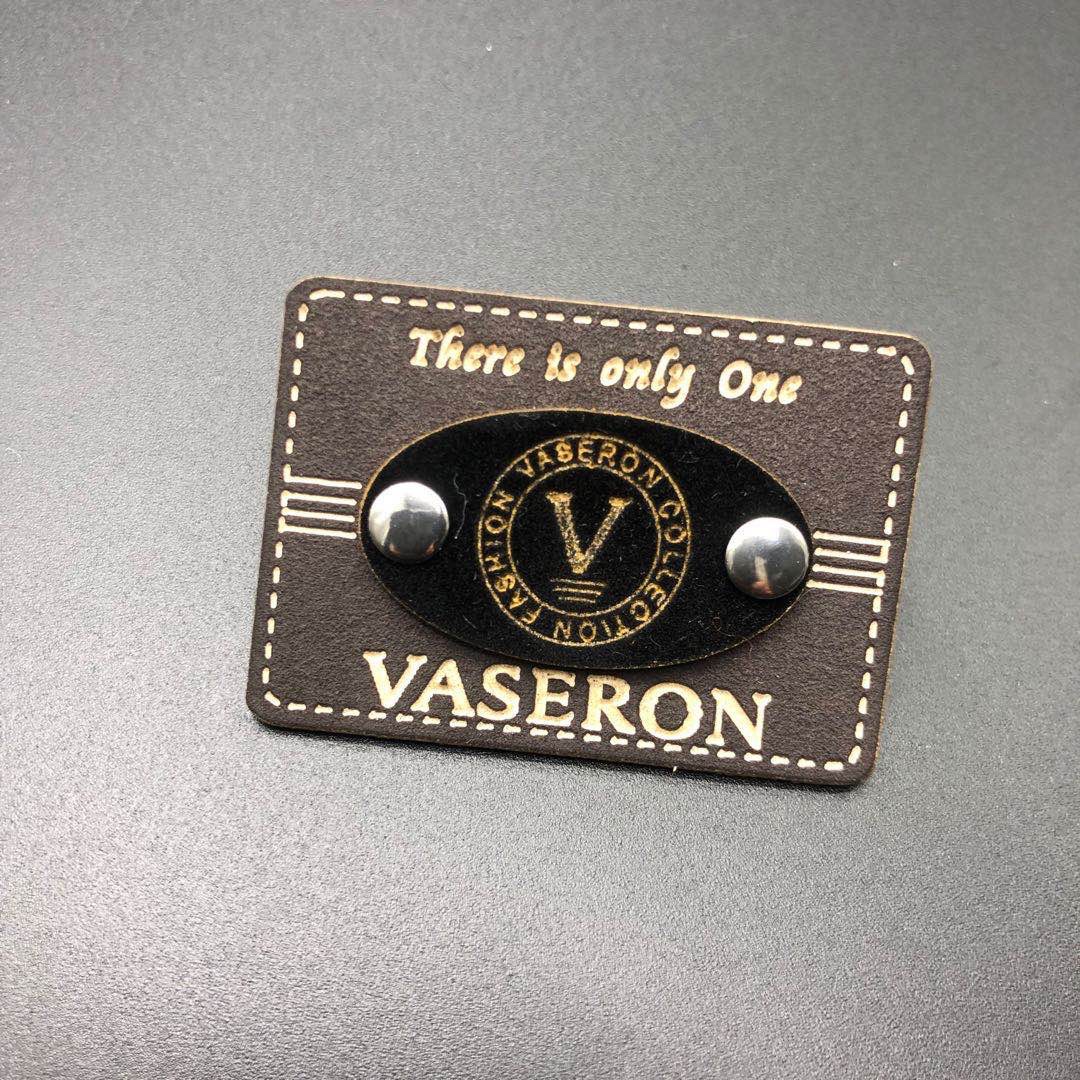 There is only One
FASHION VASERON COLLECTION
V
VASERON